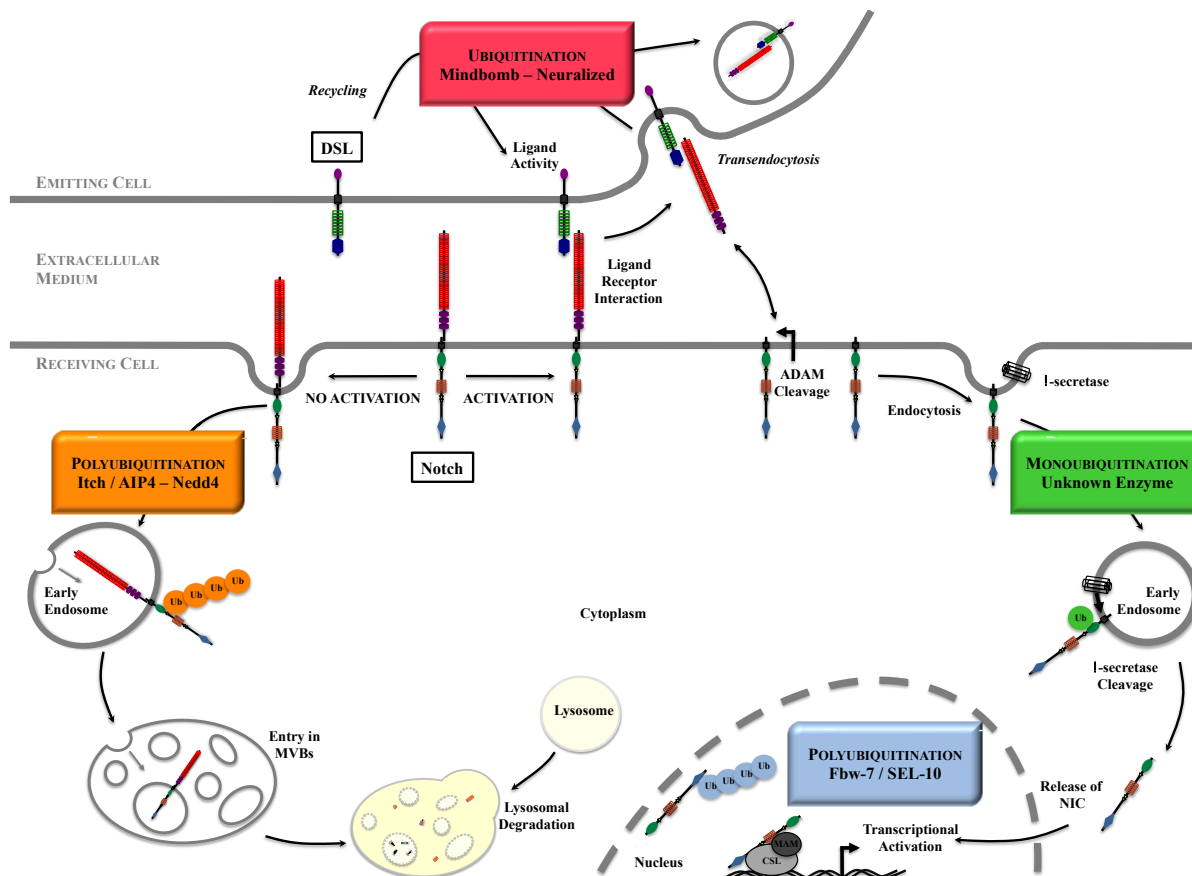 UBIQUITINATION
Mindbomb – Neuralized
Recycling
DSL
Ligand
Activity
Transendocytosis
EMITTING CELL
EXTRACELLULAR
MEDIUM
Ligand
Receptor
Interaction
RECEIVING CELL
NO ACTIVATION
ACTIVATION
ADAM
Cleavage
Endocytosis
I-secretase
POLYUBIQUITINATION
Itch / AIP4 – Nedd4
Notch
MONOUBIQUITINATION
Unknown Enzyme
Early
Endosome
Ub
Ub
Ub
Ub
Cytoplasm
Ub
Early
Endosome
I-secretase
Cleavage
Lysosome
Entry in
MVBs
Lysosomal
Degradation
POLYUBIQUITINATION
Fbw-7 / SEL-10
Ub
Ub
Ub
Ub
Release of
NIC
Nucleus
MAM
CSL
Transcriptional
Activation